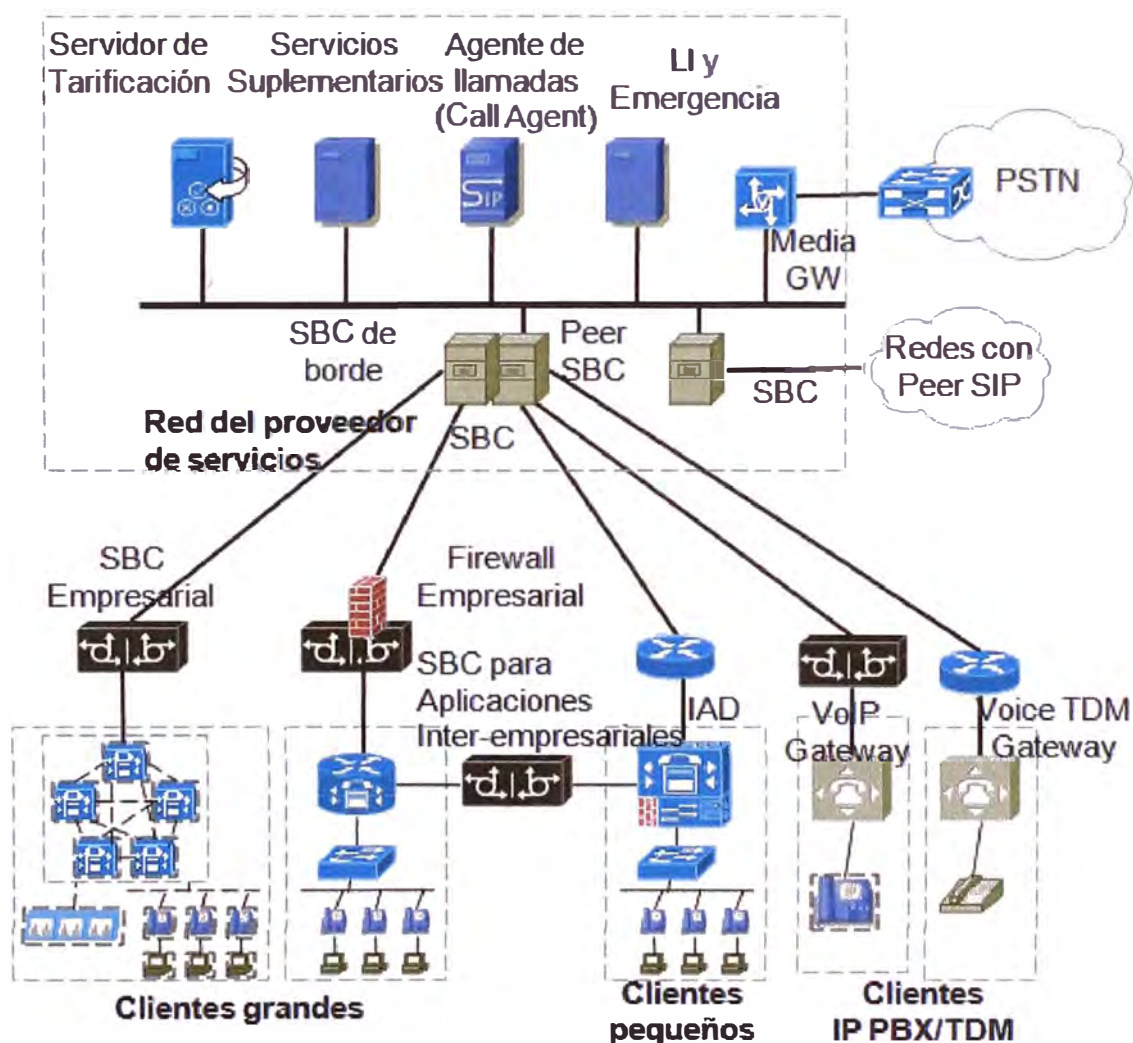 Servidor de
Tarificación
Servicios
Suplementarios
Agente de
llamadas
(Call Agent)
LI y
Emergencia
SIP
Media
GW
PSTN
SBC de
borde
Peer
SBC
SBC
SBC
Redes con
Peer SIP
Red del proveedor
de servicios
SBC
Empresarial
Firewall
Empresarial
SBC para
Aplicaciones
Inter-empresariales
IAD
VoIP
Gateway
Voice TDM
Gateway
Clientes grandes
Clientes
pequeños
Clientes
IP PBX/TDM